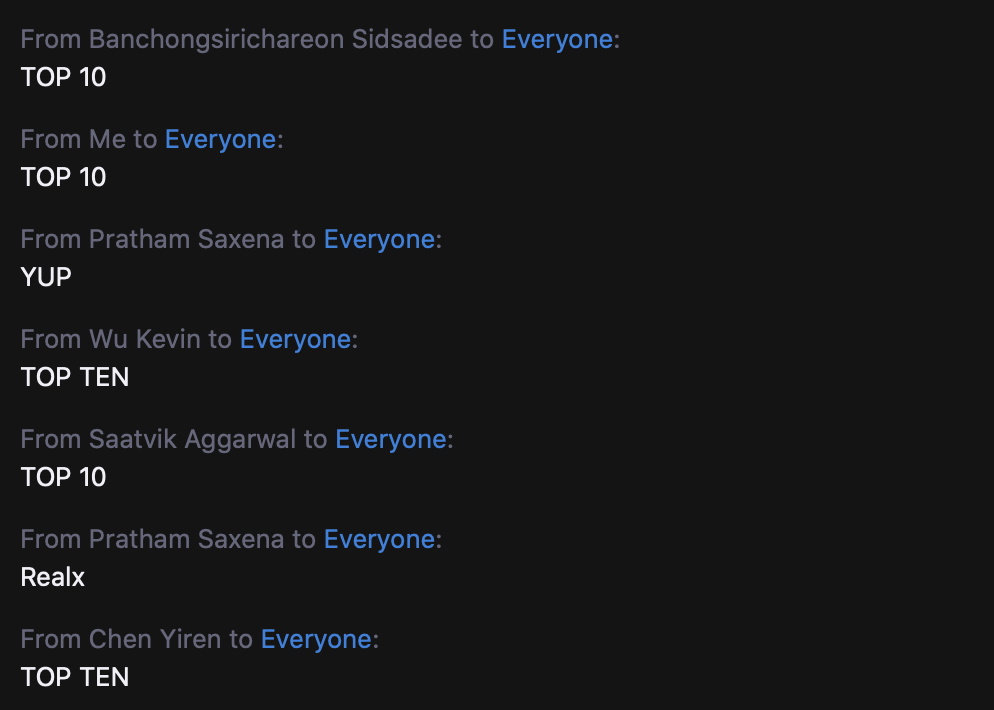 From Banchongsirichareon Sidsadee to Everyone:
TOP 10
From Me to Everyone:
TOP 10
From Pratham Saxena to Everyone:
YUP
From Wu Kevin to Everyone:
TOP TEN
From Saatvik Aggarwal to Everyone:
TOP 10
From Pratham Saxena to Everyone:
Realx
From Chen Yiren to Everyone:
TOP TEN